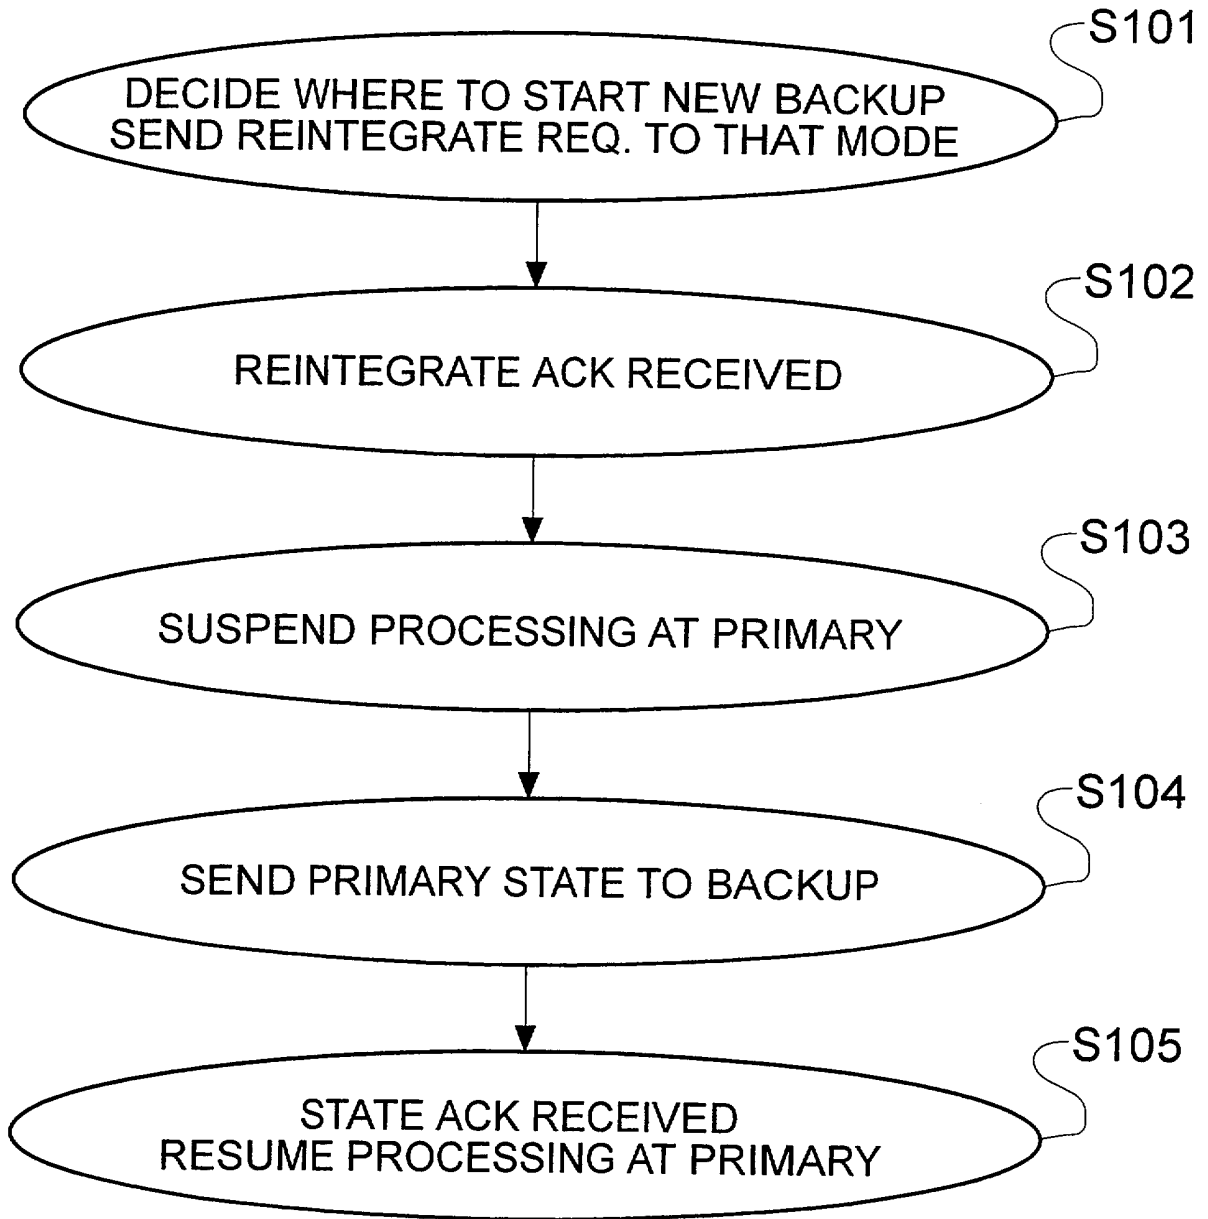 S101
DECIDE WHERE TO START NEW BACKUP
SEND REINTEGRATE REQ. TO THAT MODE
S102
REINTEGRATE ACK RECEIVED
S103
SUSPEND PROCESSING AT PRIMARY
S104
SEND PRIMARY STATE TO BACKUP
S105
STATE ACK RECEIVED
RESUME PROCESSING AT PRIMARY